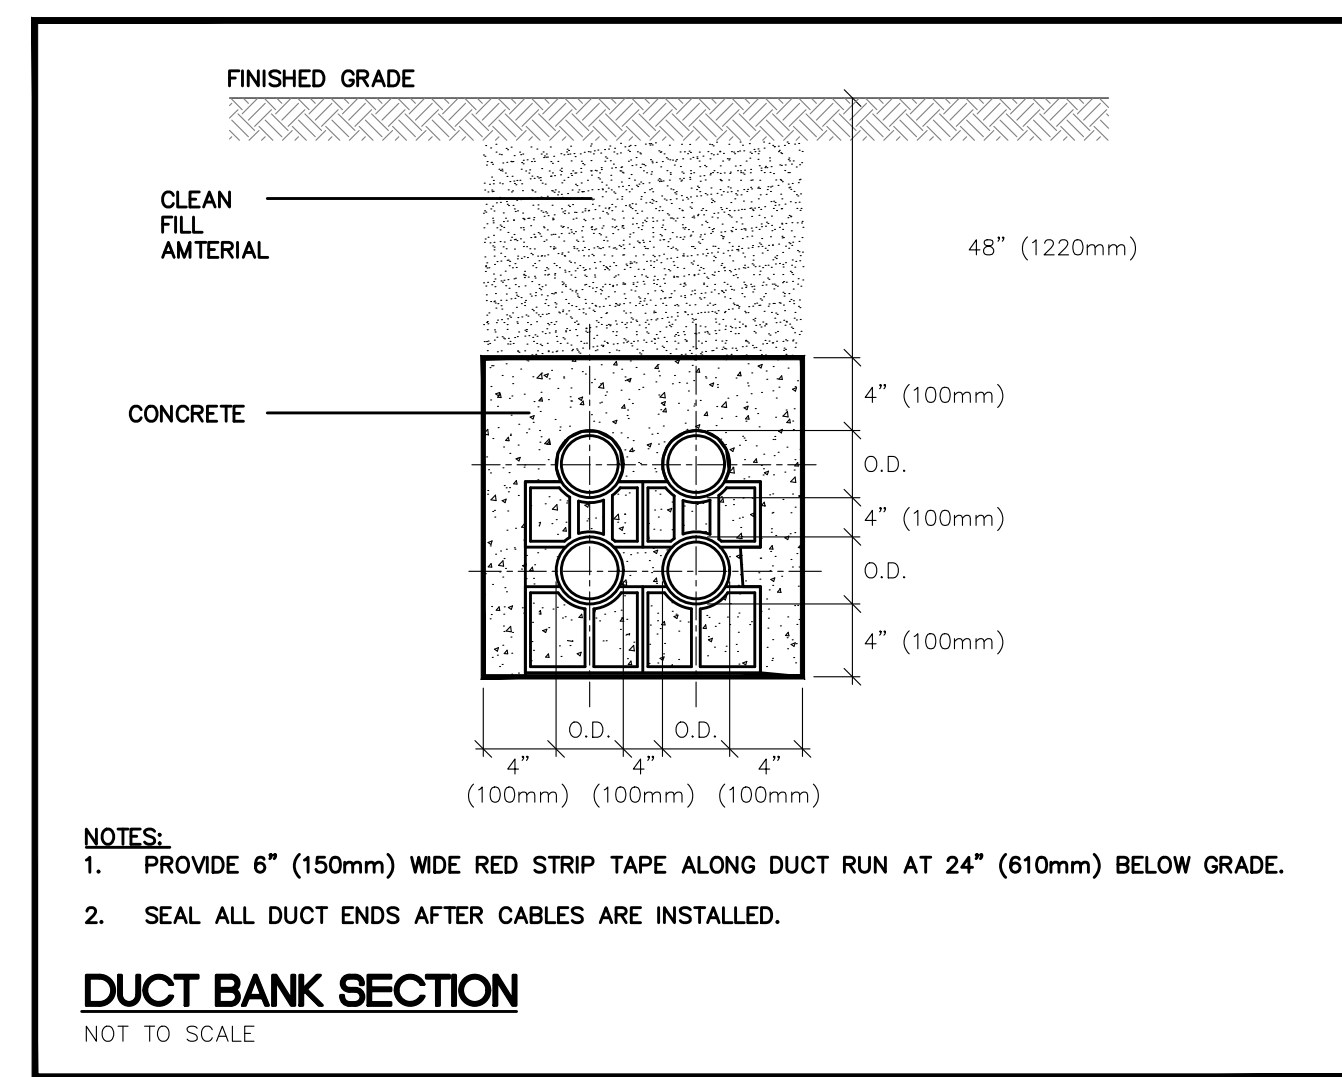 FINISHED GRADE
CLEAN
FILL
AMTERIAL
48" (1220mm)
4" (100mm)
CONCRETE
O.D.
4" (100mm)
O.D.
4" (100mm)
O.D. O.D.
4" 4" 4"
(100mm) (100mm) (100mm)
NOTES:
1. PROVIDE 6" (150mm) WIDE RED STRIP TAPE ALONG DUCT RUN AT 24" (610mm) BELOW GRADE.
2. SEAL ALL DUCT ENDS AFTER CABLES ARE INSTALLED.
DUCT BANK SECTION
NOT TO SCALE